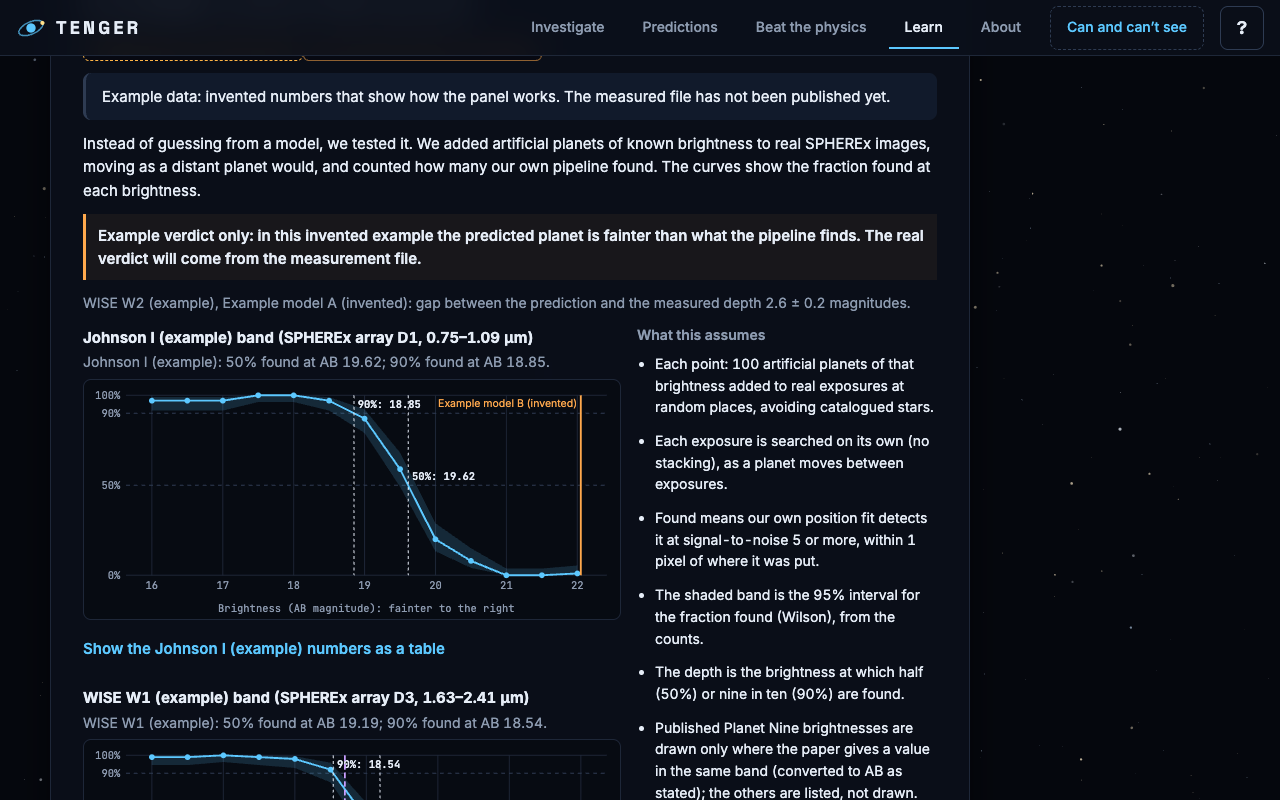 TENGER
Investigate
Predictions
Beat the physics
Learn
About
Can and can’t see
?
Example data: invented numbers that show how the panel works. The measured file has not been published yet.
Instead of guessing from a model, we tested it. We added artificial planets of known brightness to real SPHEREx images,
moving as a distant planet would, and counted how many our own pipeline found. The curves show the fraction found at
each brightness.
Example verdict only: in this invented example the predicted planet is fainter than what the pipeline finds. The real
verdict will come from the measurement file.
WISE W2 (example), Example model A (invented): gap between the prediction and the measured depth 2.6 ± 0.2 magnitudes.
Johnson I (example) band (SPHEREx array D1, 0.75–1.09 µm)
Johnson I (example): 50% found at AB 19.62; 90% found at AB 18.85.
100%
90%
50%
0%
90%: 18.85
Example model B (invented)
50%: 19.62
16 17 18 19 20 21 22
Brightness (AB magnitude): fainter to the right
Show the Johnson I (example) numbers as a table
WISE W1 (example) band (SPHEREx array D3, 1.63–2.41 µm)
WISE W1 (example): 50% found at AB 19.19; 90% found at AB 18.54.
100%
90%
90%: 18.54
What this assumes
Each point: 100 artificial planets of that
brightness added to real exposures at
random places, avoiding catalogued stars.
Each exposure is searched on its own (no
stacking), as a planet moves between
exposures.
Found means our own position fit detects
it at signal-to-noise 5 or more, within 1
pixel of where it was put.
The shaded band is the 95% interval for
the fraction found (Wilson), from the
counts.
The depth is the brightness at which half
(50%) or nine in ten (90%) are found.
Published Planet Nine brightnesses are
drawn only where the paper gives a value
in the same band (converted to AB as
stated); the others are listed, not drawn.